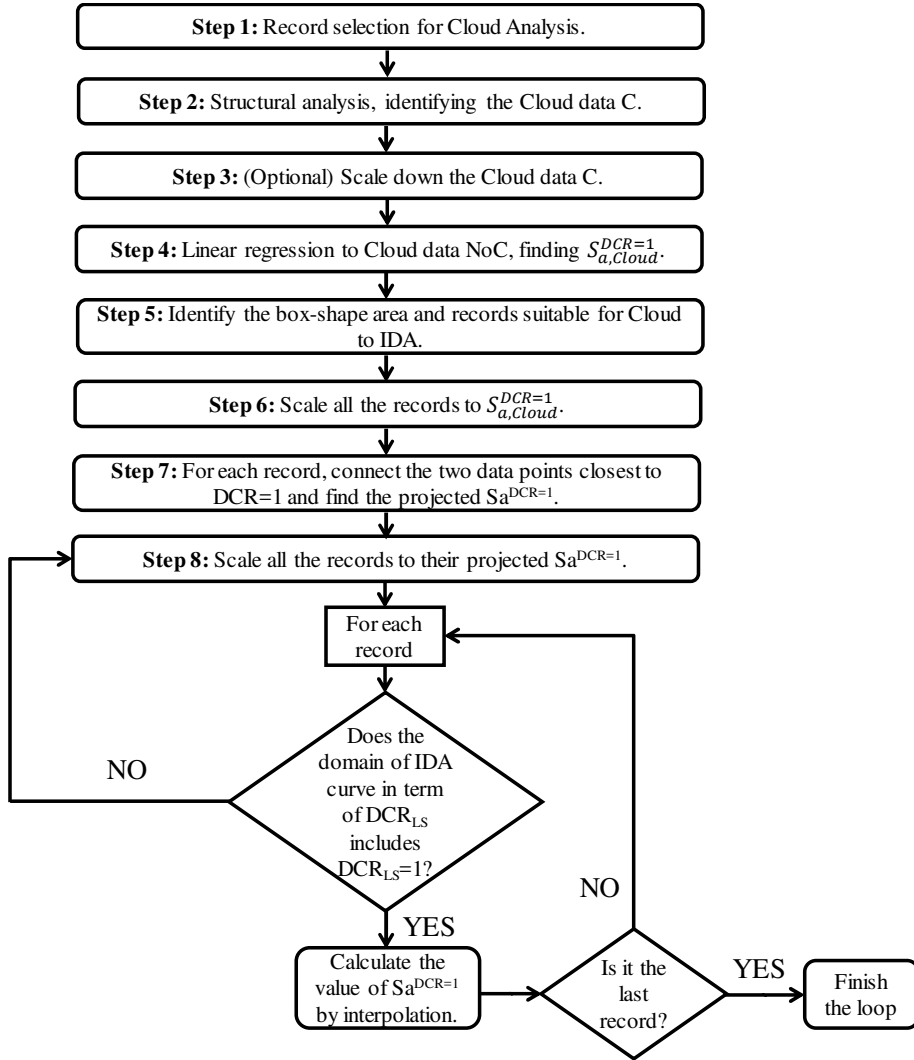 Step 1: Record selection for Cloud Analysis.
Step 2: Structural analysis, identifying the Cloud data C.
Step 3: (Optional) Scale down the Cloud data C.
Step 4: Linear regression to Cloud data NoC, finding $S_{a,Cloud}^{DCR=1}$.
Step 5: Identify the box-shape area and records suitable for Cloud
to IDA.
Step 6: Scale all the records to $S_{a,Cloud}^{DCR=1}$.
Step 7: For each record, connect the two data points closest to
DCR=1 and find the projected Sa^{DCR=1}.
Step 8: Scale all the records to their projected Sa^{DCR=1}.
For each
record
Does the
domain of IDA
curve in term
of DCR_{LS}
includes
DCR_{LS}=1?
NO
YES
Calculate the
value of Sa^{DCR=1}
by interpolation.
Is it the
last
record?
NO
YES
Finish
the loop